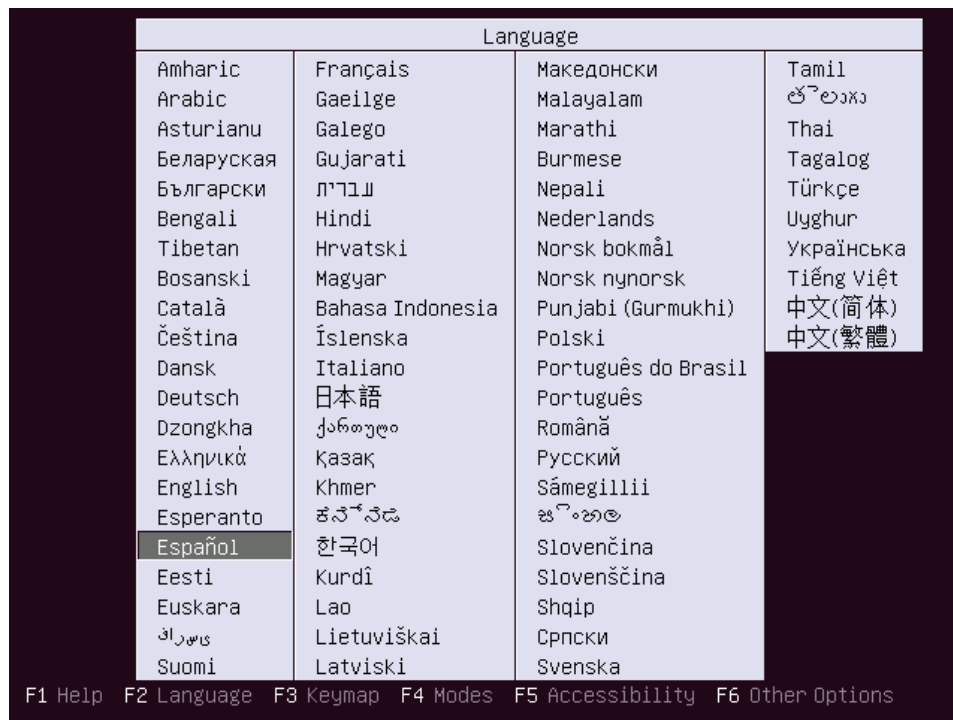 Language
Amharic
Arabic
Asturianu
Беларуская
Български
Bengali
Tibetan
Bosanski
Català
Čeština
Dansk
Deutsch
Dzongkha
Ελληνικά
English
Esperanto
Español
Eesti
Euskara
فارسی
Suomi
Français
Gaeilge
Galego
Gujarati
עברית
Hindi
Hrvatski
Magyar
Bahasa Indonesia
Íslenska
Italiano
日本語
ქართული
Қазақ
Khmer
ಕನ್ನಡ
한국어
Kurdî
Lao
Lietuviškai
Latviski
Македонски
Malayalam
Marathi
Burmese
Nepali
Nederlands
Norsk bokmål
Norsk nynorsk
Punjabi (Gurmukhi)
Polski
Português do Brasil
Português
Română
Русский
Sámegillii
සිංහල
Slovenčina
Slovenščina
Shqip
Српски
Svenska
Tamil
తెలుగు
Thai
Tagalog
Türkçe
Uyghur
Українська
Tiếng Việt
中文(简体)
中文(繁體)
F1 Help F2 Language F3 Keymap F4 Modes F5 Accessibility F6 Other Options